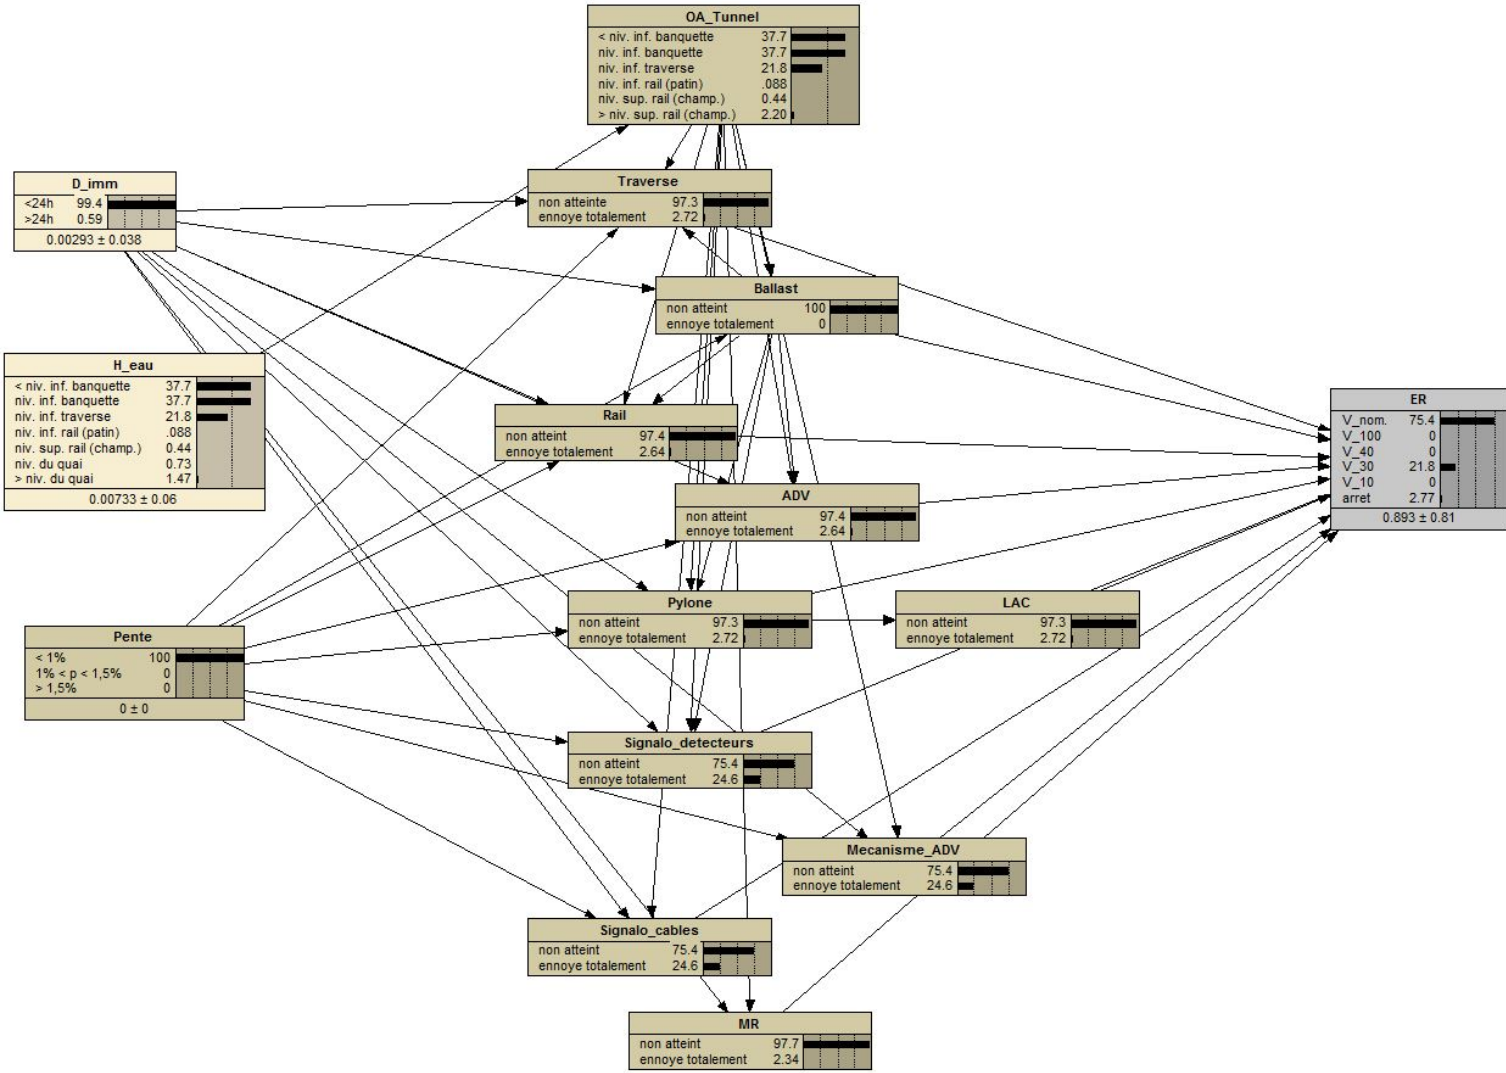 OA_Tunnel
< niv. inf. banquette 37.7
niv. inf. banquette 37.7
niv. inf. traverse 21.8
niv. inf. rail (patin) .088
niv. sup. rail (champ.) 0.44
> niv. sup. rail (champ.) 2.20
D_imm
<24h 99.4
>24h 0.59
0.00293 ± 0.038
Traverse
non atteinte 97.3
ennoye totalement 2.72
Ballast
non atteint 100
ennoye totalement 0
H_eau
< niv. inf. banquette 37.7
niv. inf. banquette 37.7
niv. inf. traverse 21.8
niv. inf. rail (patin) .088
niv. sup. rail (champ.) 0.44
niv. du quai 0.73
> niv. du quai 1.47
0.00733 ± 0.06
Rail
non atteint 97.4
ennoye totalement 2.64
ER
V_nom. 75.4
V_100 0
V_40 0
V_30 21.8
V_10 0
arret 2.77
0.893 ± 0.81
ADV
non atteint 97.4
ennoye totalement 2.64
Pylone
non atteint 97.3
ennoye totalement 2.72
LAC
non atteint 97.3
ennoye totalement 2.72
Pente
< 1% 100
1% < p < 1,5% 0
> 1,5% 0
0 ± 0
Signalo_detecteurs
non atteint 75.4
ennoye totalement 24.6
Mecanisme_ADV
non atteint 75.4
ennoye totalement 24.6
Signalo_cables
non atteint 75.4
ennoye totalement 24.6
MR
non atteint 97.7
ennoye totalement 2.34